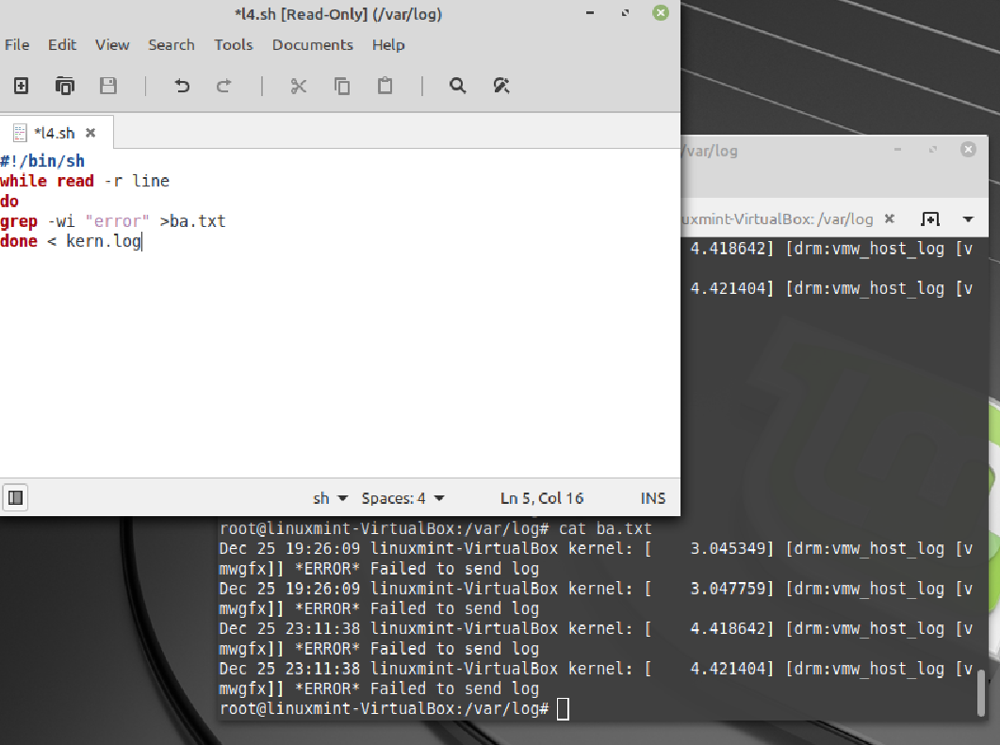 *l4.sh [Read-Only] (/var/log)
File Edit View Search Tools Documents Help
*l4.sh
#!/bin/sh
while read -r line
do
grep -wi "error" >ba.txt
done < kern.log
sh Spaces: 4 Ln 5, Col 16 INS
/var/log
uxmint-VirtualBox: /var/log
4.418642] [drm:vmw_host_log [v
4.421404] [drm:vmw_host_log [v
root@linuxmint-VirtualBox:/var/log# cat ba.txt
Dec 25 19:26:09 linuxmint-VirtualBox kernel: [    3.045349] [drm:vmw_host_log [v
mwgfx]] *ERROR* Failed to send log
Dec 25 19:26:09 linuxmint-VirtualBox kernel: [    3.047759] [drm:vmw_host_log [v
mwgfx]] *ERROR* Failed to send log
Dec 25 23:11:38 linuxmint-VirtualBox kernel: [    4.418642] [drm:vmw_host_log [v
mwgfx]] *ERROR* Failed to send log
Dec 25 23:11:38 linuxmint-VirtualBox kernel: [    4.421404] [drm:vmw_host_log [v
mwgfx]] *ERROR* Failed to send log
root@linuxmint-VirtualBox:/var/log#